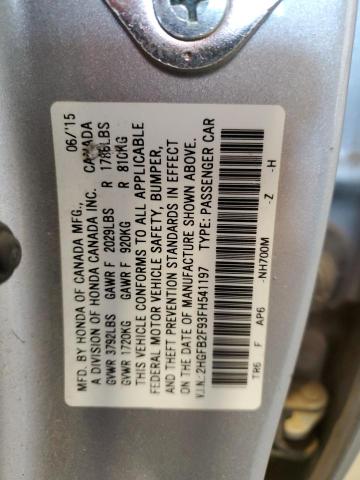 MFD. BY HONDA OF CANADA MFG., 06/'15
A DIVISION OF HONDA CANADA INC. CANADA
GVWR 3792LBS GAWR F 2029LBS R 1786LBS
GVWR 1720KG GAWR F 920KG R 810KG
THIS VEHICLE CONFORMS TO ALL APPLICABLE
FEDERAL MOTOR VEHICLE SAFETY, BUMPER,
AND THEFT PREVENTION STANDARDS IN EFFECT
ON THE DATE OF MANUFACTURE SHOWN ABOVE.
V.I.N.: 2HGFB2F93FH541197 TYPE: PASSENGER CAR
TR6 F AP6 -NH700M -Z -H